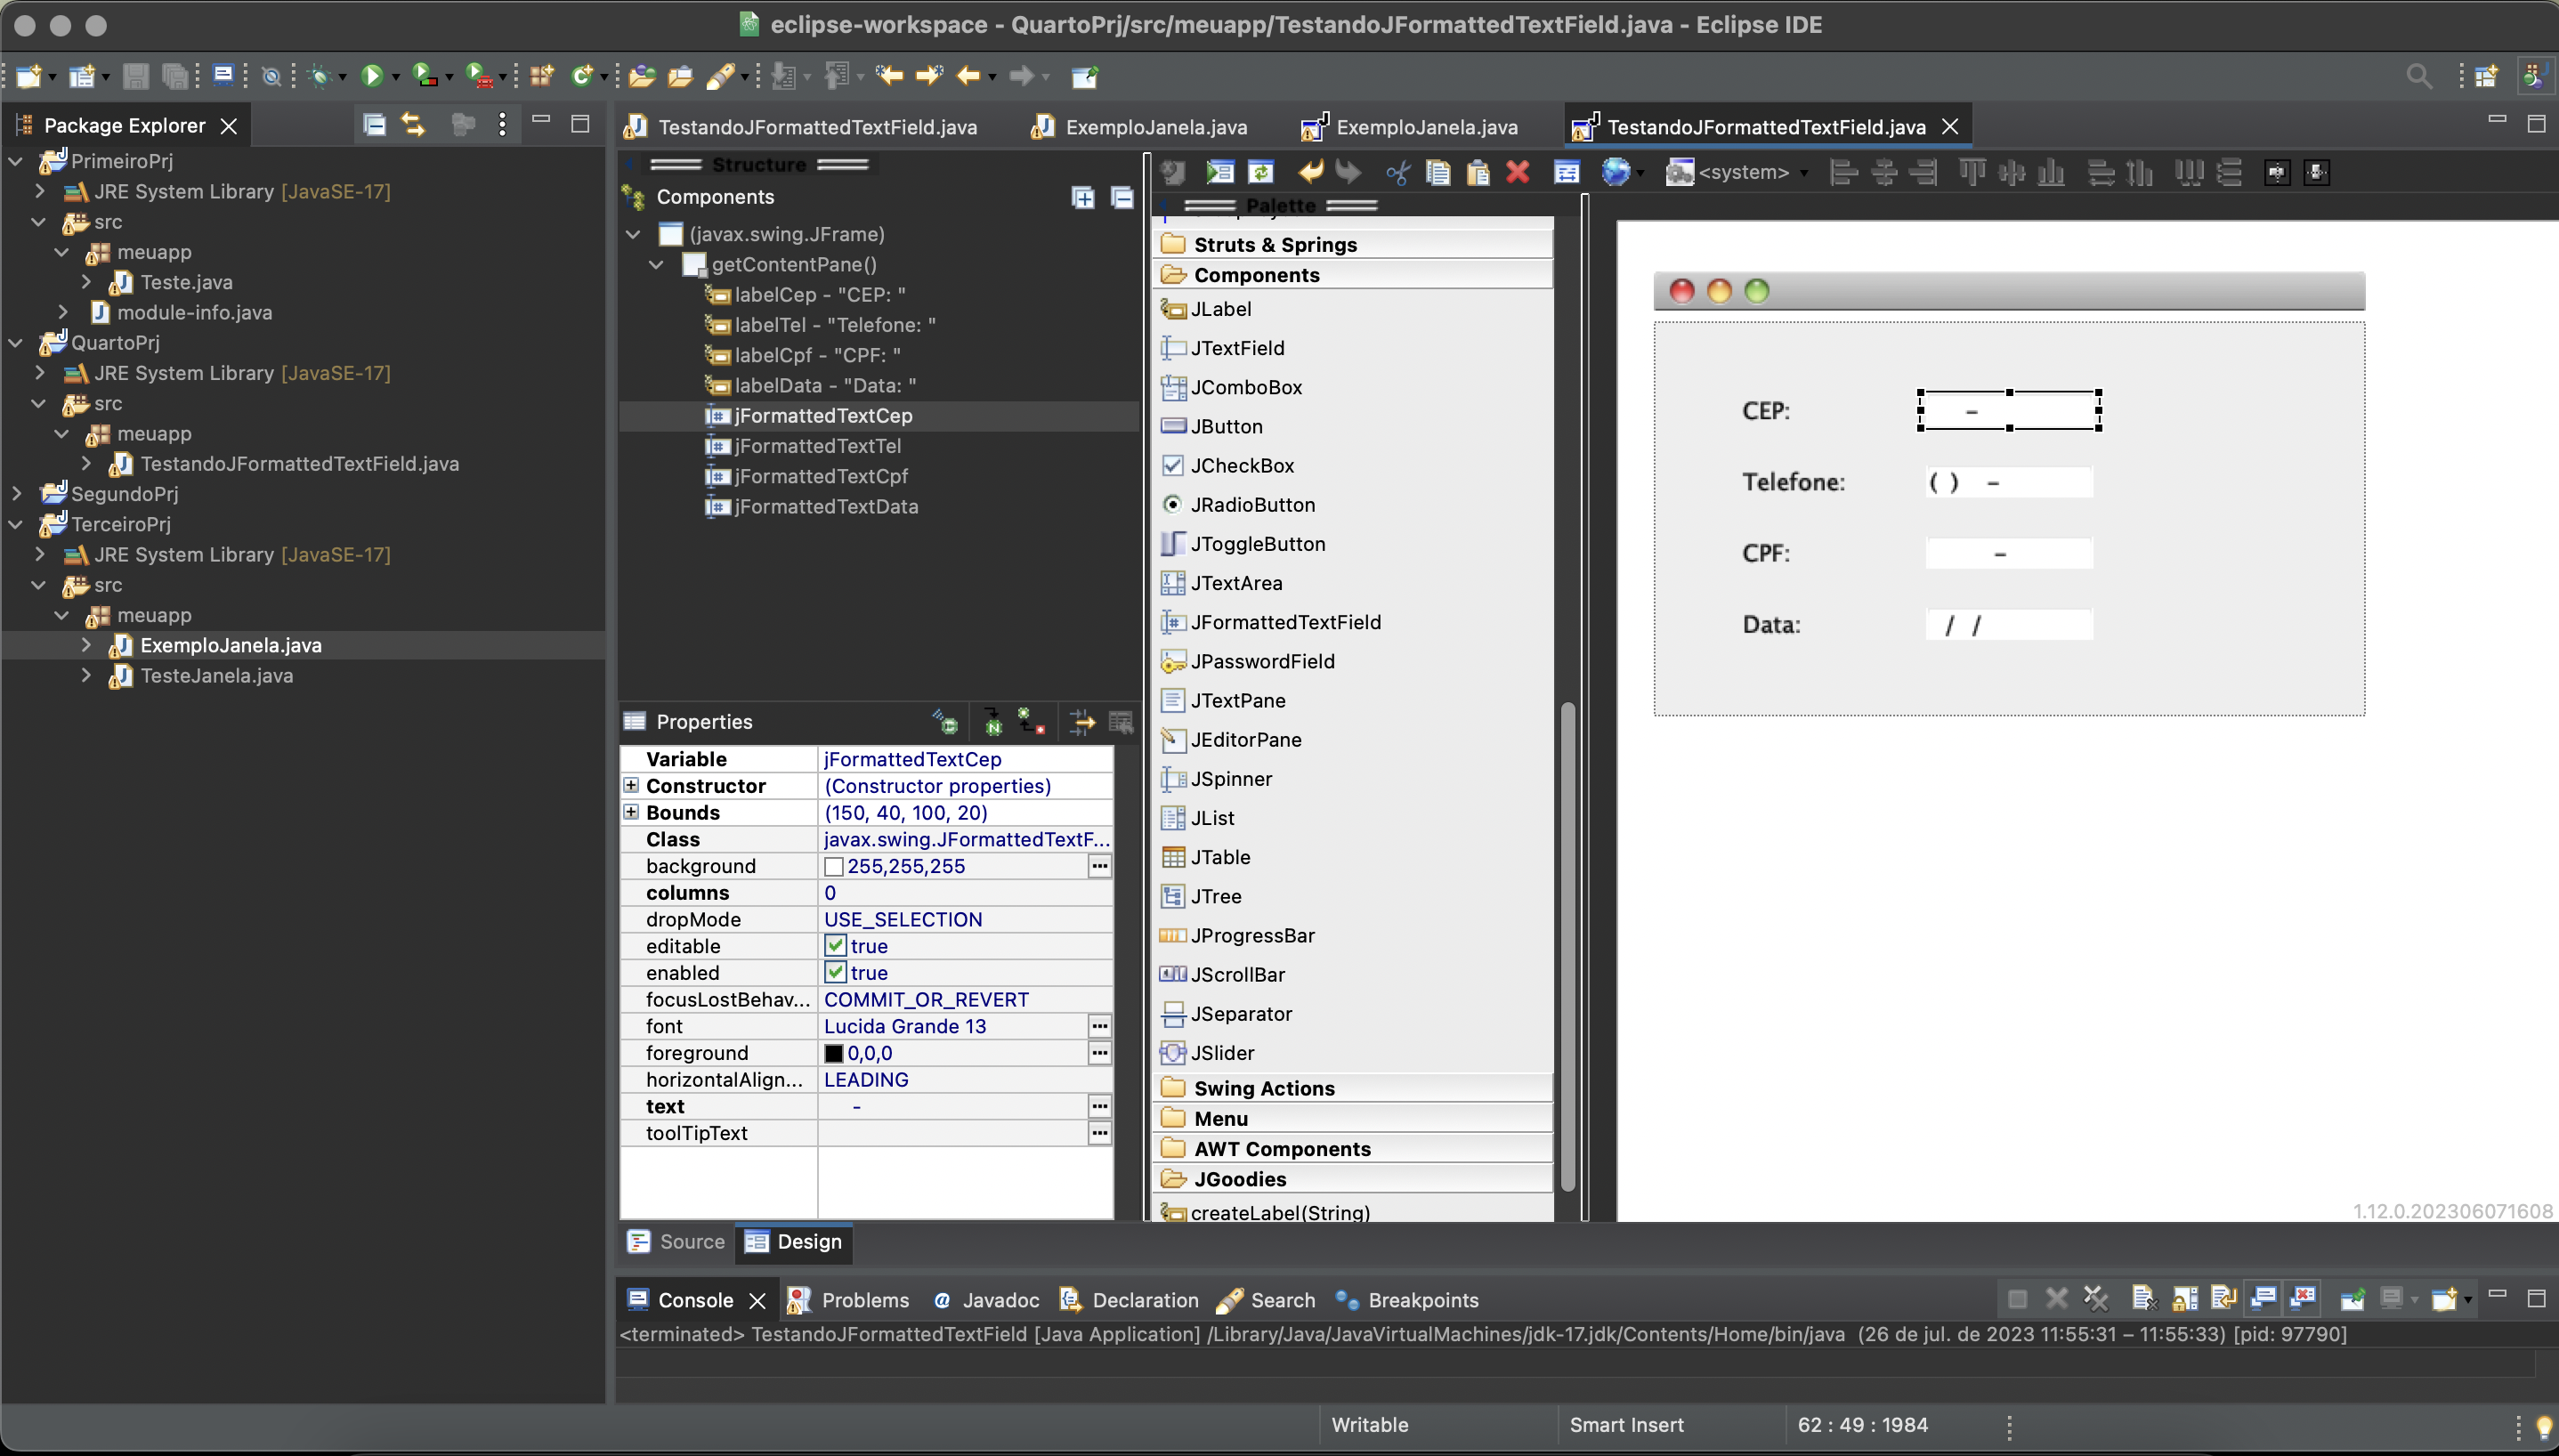 eclipse-workspace - QuartoPrj/src/meuapp/TestandoJFormattedTextField.java - Eclipse IDE
Package Explorer
PrimeiroPrj
JRE System Library [JavaSE-17]
src
meuapp
Teste.java
module-info.java
QuartoPrj
JRE System Library [JavaSE-17]
src
meuapp
TestandoJFormattedTextField.java
SegundoPrj
TerceiroPrj
JRE System Library [JavaSE-17]
src
meuapp
ExemploJanela.java
TesteJanela.java
TestandoJFormattedTextField.java
ExemploJanela.java
ExemploJanela.java
TestandoJFormattedTextField.java
Structure
Components
(javax.swing.JFrame)
getContentPane()
labelCep - "CEP: "
labelTel - "Telefone: "
labelCpf - "CPF: "
labelData - "Data: "
jFormattedTextCep
jFormattedTextTel
jFormattedTextCpf
jFormattedTextData
Properties
Variable jFormattedTextCep
Constructor (Constructor properties)
Bounds (150, 40, 100, 20)
Class javax.swing.JFormattedTextF...
background 255,255,255
columns 0
dropMode USE_SELECTION
editable true
enabled true
focusLostBehav... COMMIT_OR_REVERT
font Lucida Grande 13
foreground 0,0,0
horizontalAlign... LEADING
text -
toolTipText
<system>
Palette
Struts & Springs
Components
JLabel
JTextField
JComboBox
JButton
JCheckBox
JRadioButton
JToggleButton
JTextArea
JFormattedTextField
JPasswordField
JTextPane
JEditorPane
JSpinner
JList
JTable
JTree
JProgressBar
JScrollBar
JSeparator
JSlider
Swing Actions
Menu
AWT Components
JGoodies
createLabel(String)
CEP: -
Telefone: ( ) -
CPF: -
Data: / /
1.12.0.202306071608
Source
Design
Console
Problems
Javadoc
Declaration
Search
Breakpoints
<terminated> TestandoJFormattedTextField [Java Application] /Library/Java/JavaVirtualMachines/jdk-17.jdk/Contents/Home/bin/java (26 de jul. de 2023 11:55:31 – 11:55:33) [pid: 97790]
Writable
Smart Insert
62 : 49 : 1984